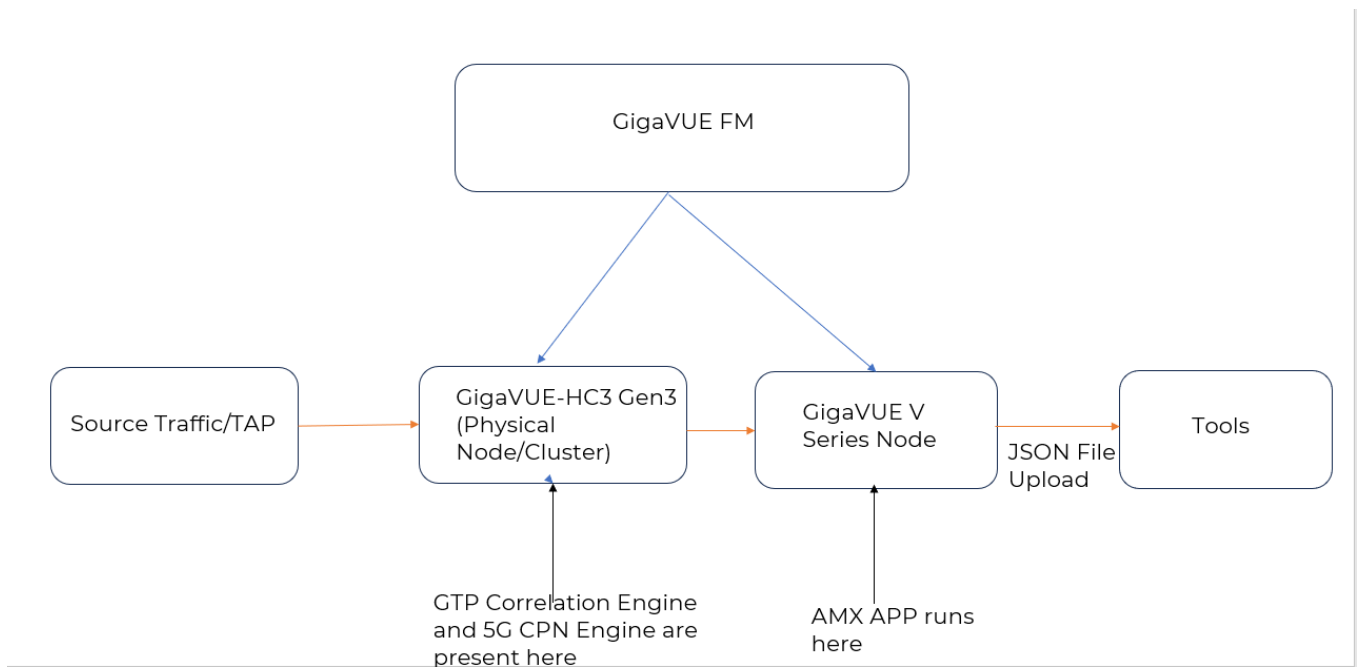 GigaVUE FM
Source Traffic/TAP
GigaVUE-HC3 Gen3
(Physical
Node/Cluster)
GigaVUE V
Series Node
JSON File
Upload
Tools
GTP Correlation Engine
and 5G CPN Engine are
present here
AMX APP runs
here